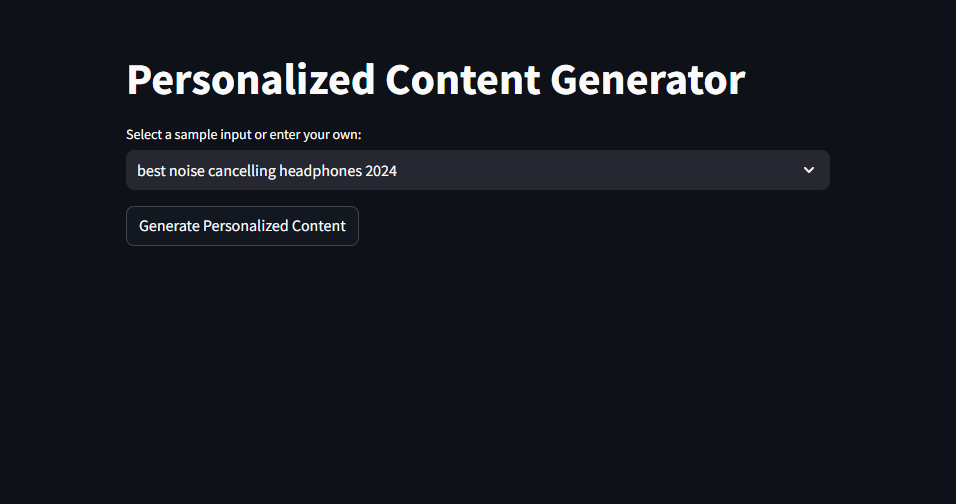 Personalized Content Generator
Select a sample input or enter your own:
best noise cancelling headphones 2024
Generate Personalized Content